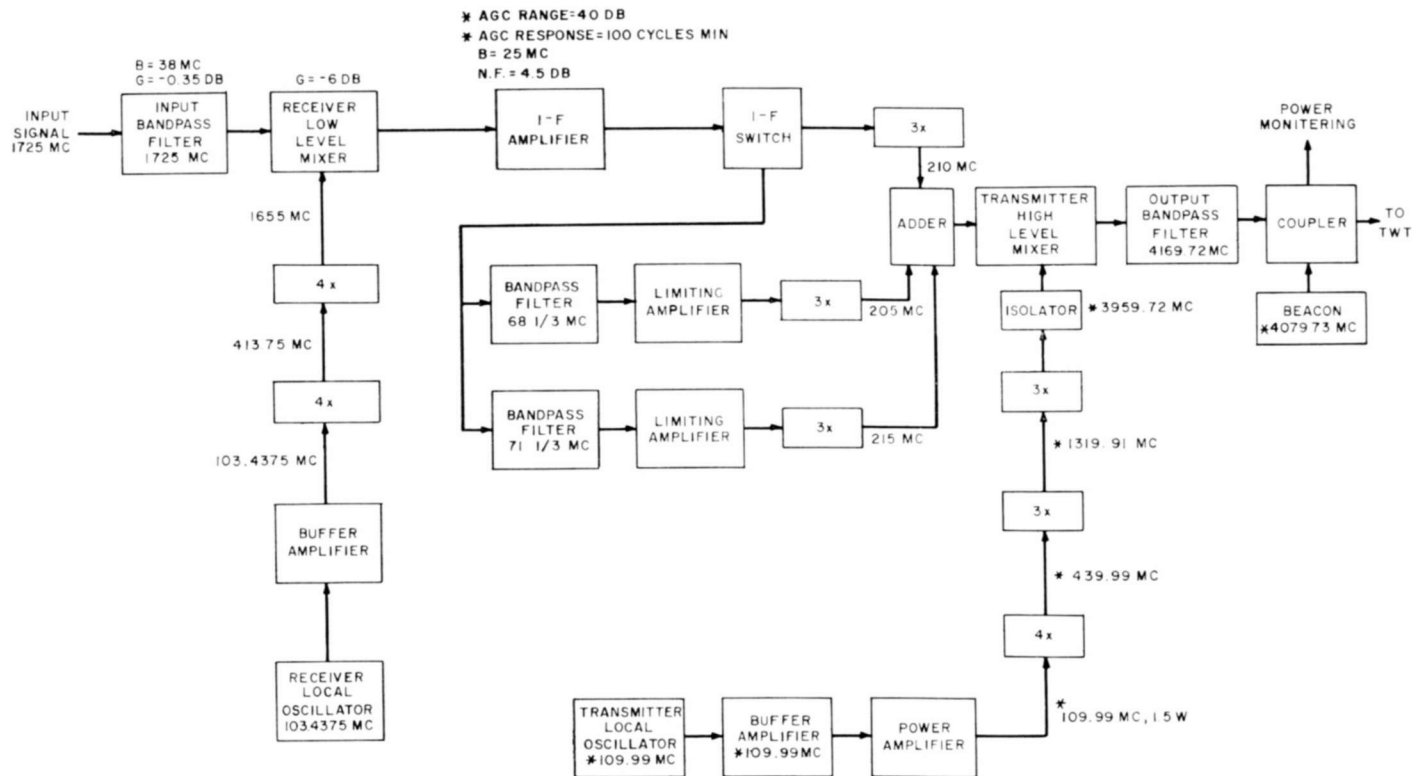 * AGC RANGE=40 DB
* AGC RESPONSE=100 CYCLES MIN
B= 25 MC
N.F. = 4.5 DB
B= 38 MC
G= -0.35 DB
G= -6 DB
INPUT
SIGNAL
1725 MC
INPUT
BANDPASS
FILTER
1725 MC
RECEIVER
LOW
LEVEL
MIXER
I-F
AMPLIFIER
I-F
SWITCH
3x
210 MC
POWER
MONITERING
ADDER
TRANSMITTER
HIGH
LEVEL
MIXER
OUTPUT
BANDPASS
FILTER
4169.72MC
COUPLER
TO
TWT
1655 MC
4x
BANDPASS
FILTER
68 1/3 MC
LIMITING
AMPLIFIER
3x
205 MC
ISOLATOR
*3959.72 MC
BEACON
*4079.73 MC
413.75 MC
4x
BANDPASS
FILTER
71 1/3 MC
LIMITING
AMPLIFIER
3x
215 MC
3x
103.4375 MC
* 1319.91 MC
BUFFER
AMPLIFIER
3x
* 439.99 MC
4x
RECEIVER
LOCAL
OSCILLATOR
103.4375 MC
TRANSMITTER
LOCAL
OSCILLATOR
*109.99 MC
BUFFER
AMPLIFIER
*109.99 MC
POWER
AMPLIFIER
*
109.99 MC, 1.5 W